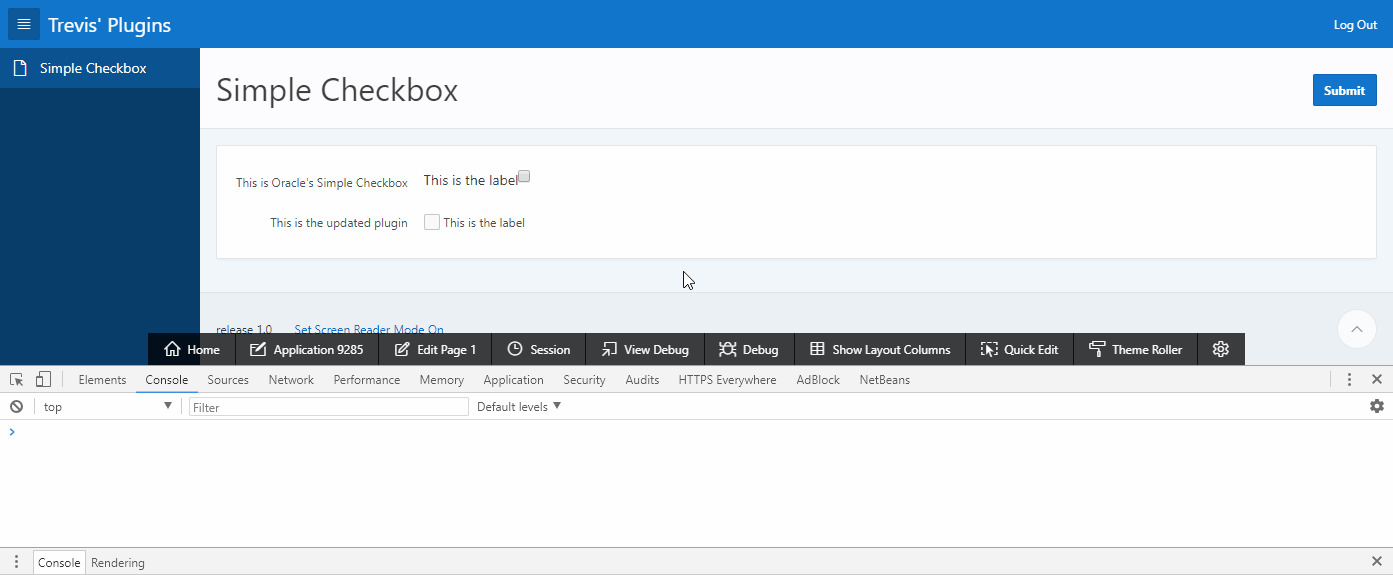 Trevis' Plugins Log Out
Simple Checkbox
Simple Checkbox
Submit
This is Oracle's Simple Checkbox This is the label
This is the updated plugin This is the label
release 1.0 Set Screen Reader Mode On
Home Application 9285 Edit Page 1 Session View Debug Debug Show Layout Columns Quick Edit Theme Roller
Elements Console Sources Network Performance Memory Application Security Audits HTTPS Everywhere AdBlock NetBeans
top Filter Default levels
Console Rendering